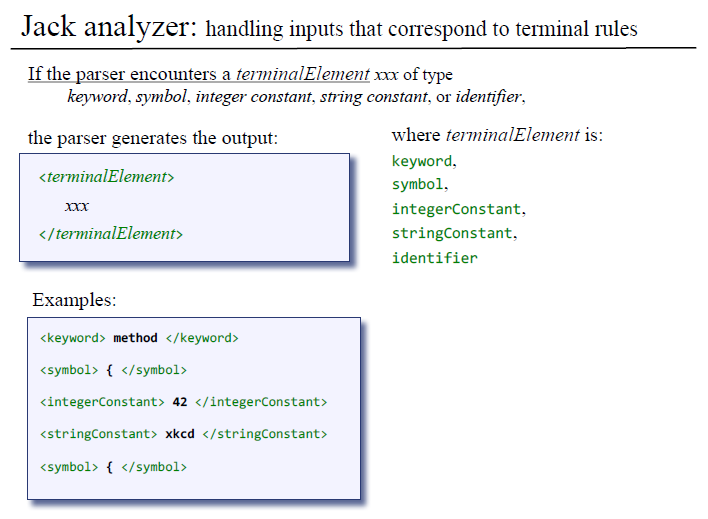 Jack analyzer: handling inputs that correspond to terminal rules
If the parser encounters a terminalElement xxx of type
keyword, symbol, integer constant, string constant, or identifier,
the parser generates the output:
<terminalElement>
xxx
</terminalElement>
where terminalElement is:
keyword,
symbol,
integerConstant,
stringConstant,
identifier
Examples:
<keyword> method </keyword>
<symbol> { </symbol>
<integerConstant> 42 </integerConstant>
<stringConstant> xkcd </stringConstant>
<symbol> { </symbol>